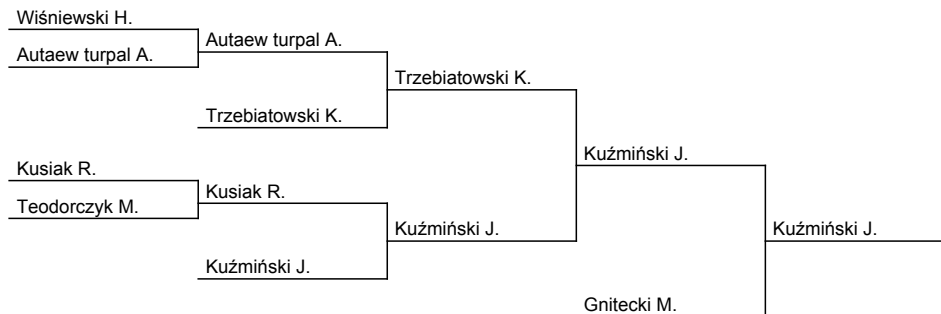 Wiśniewski H.
Autaew turpal A.
Autaew turpal A.
Trzebiatowski K.
Trzebiatowski K.
Kuźmiński J.
Kusiak R.
Kusiak R.
Teodorczyk M.
Kuźmiński J.
Kuźmiński J.
Kuźmiński J.
Gnitecki M.